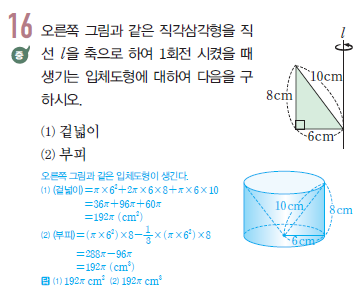 16
중
오른쪽 그림과 같은 직각삼각형을 직
선 l을 축으로 하여 1회전 시켰을 때
생기는 입체도형에 대하여 다음을 구
하시오.
l
10cm
8cm
6cm
(1) 겉넓이
(2) 부피
오른쪽 그림과 같은 입체도형이 생긴다.
(1) (겉넓이)=π×6²+2π×6×8+π×6×10
=36π+96π+60π
=192π (cm²)
(2) (부피)=(π×6²)×8-1/3×(π×6²)×8
=288π-96π
=192π (cm³)
답 (1) 192π cm² (2) 192π cm³
10cm
8cm
6cm